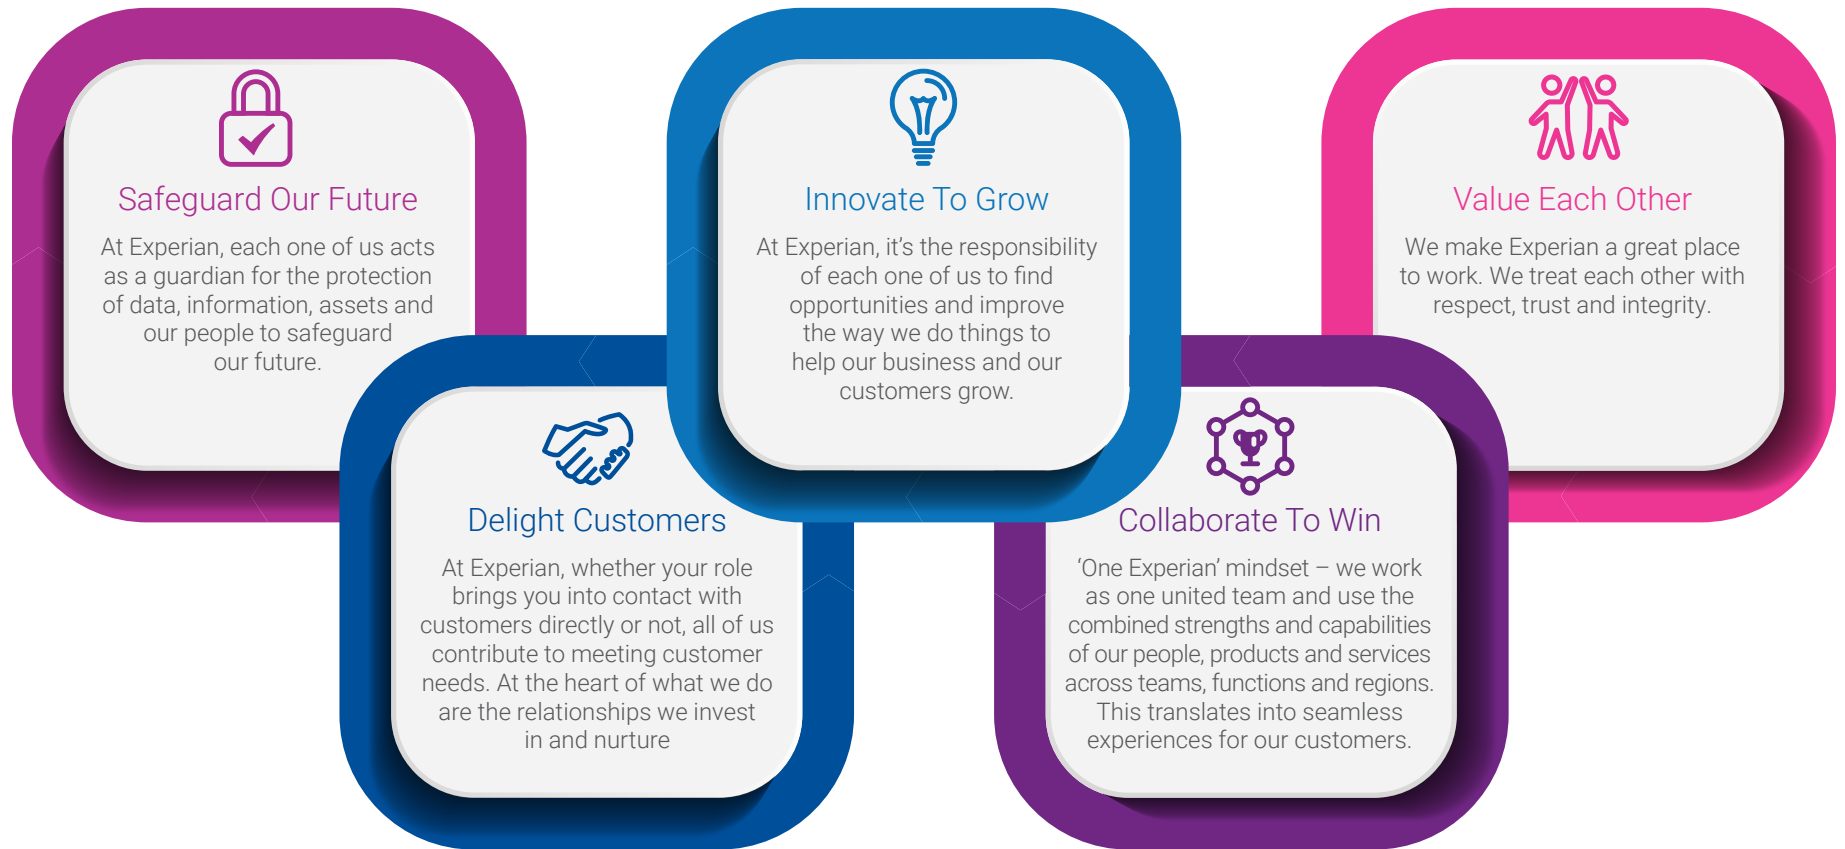 Safeguard Our Future
At Experian, each one of us acts
as a guardian for the protection
of data, information, assets and
our people to safeguard
our future.
Delight Customers
At Experian, whether your role
brings you into contact with
customers directly or not, all of us
contribute to meeting customer
needs. At the heart of what we do
are the relationships we invest
in and nurture
Innovate To Grow
At Experian, it’s the responsibility
of each one of us to find
opportunities and improve
the way we do things to
help our business and our
customers grow.
Collaborate To Win
‘One Experian’ mindset – we work
as one united team and use the
combined strengths and capabilities
of our people, products and services
across teams, functions and regions.
This translates into seamless
experiences for our customers.
Value Each Other
We make Experian a great place
to work. We treat each other with
respect, trust and integrity.